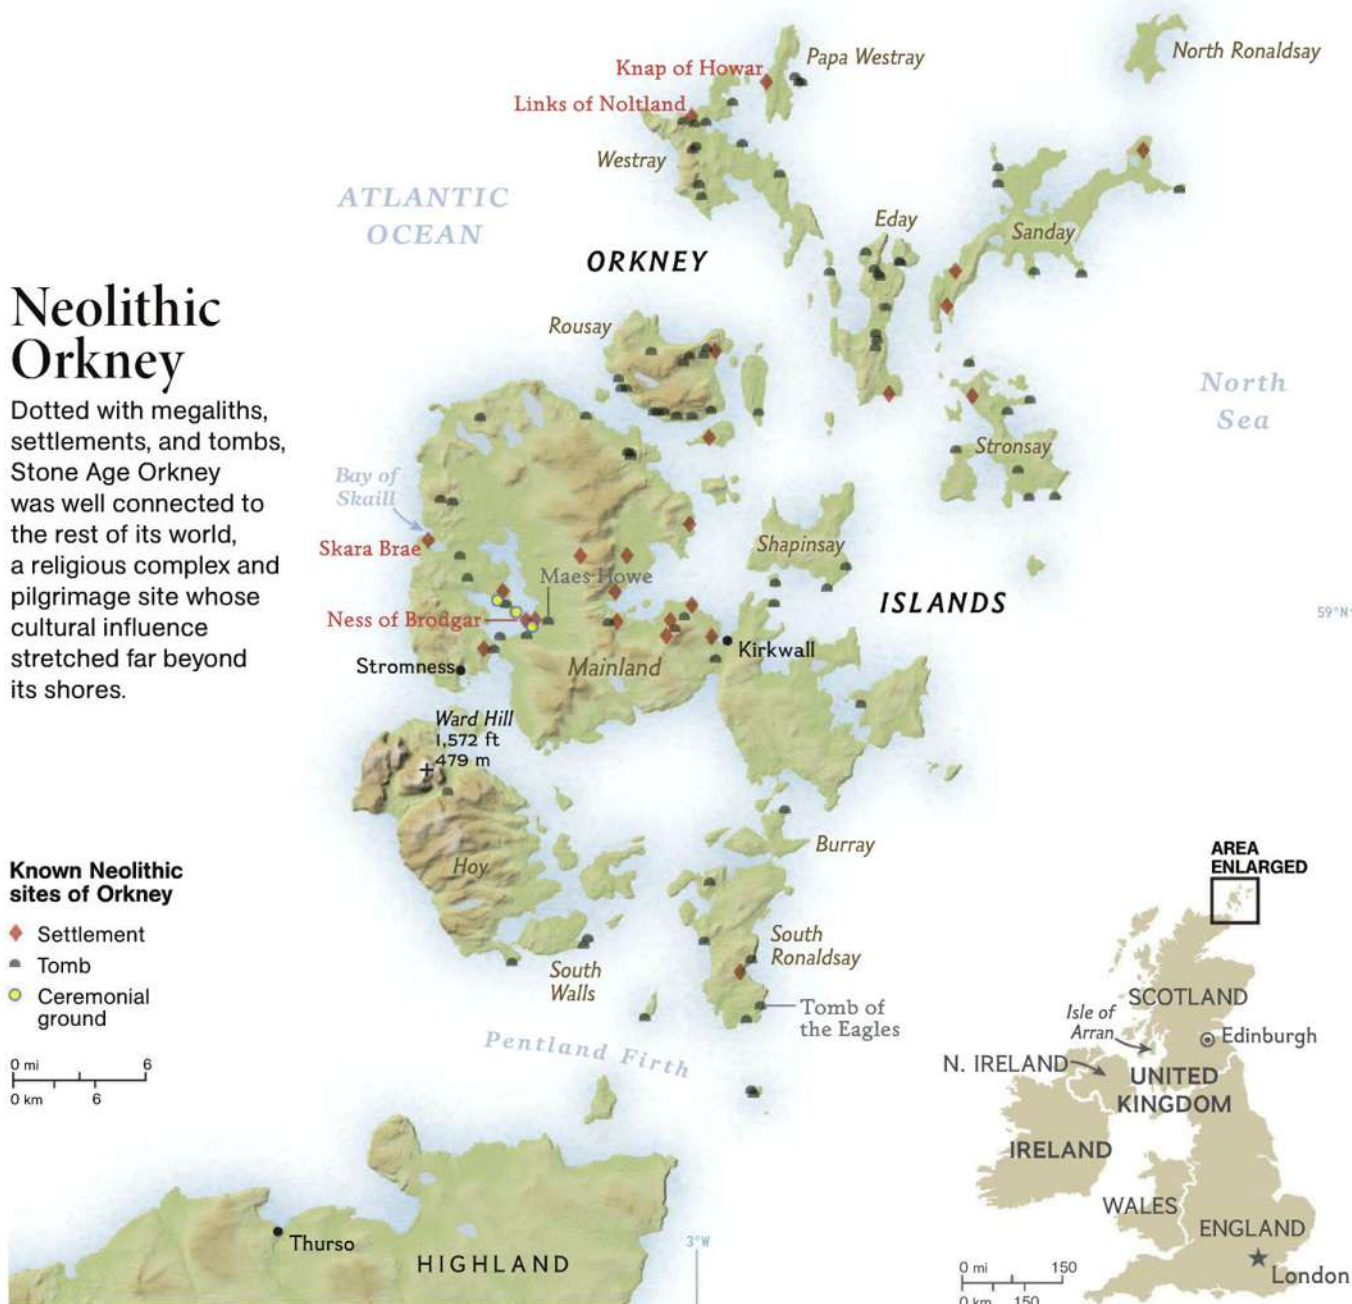 Neolithic
Orkney
Dotted with megaliths,
settlements, and tombs,
Stone Age Orkney
was well connected to
the rest of its world,
a religious complex and
pilgrimage site whose
cultural influence
stretched far beyond
its shores.
Known Neolithic
sites of Orkney
Settlement
Tomb
Ceremonial
ground
0 mi 6
0 km 6
Knap of Howar
Papa Westray
North Ronaldsay
Links of Noltland
Westray
ATLANTIC
OCEAN
Eday
Sanday
ORKNEY
Rousay
North
Sea
Stronsay
Bay of
Skaill
Skara Brae
Shapinsay
Maes Howe
ISLANDS
59°N
Ness of Brodgar
Kirkwall
Stromness
Mainland
Ward Hill
1,572 ft
479 m
Burray
Hoy
South
Ronaldsay
South
Walls
Tomb of
the Eagles
Pentland Firth
3°W
Thurso
HIGHLAND
AREA
ENLARGED
SCOTLAND
Isle of
Arran
Edinburgh
N. IRELAND
UNITED
KINGDOM
IRELAND
WALES
ENGLAND
London
0 mi 150
0 km 150